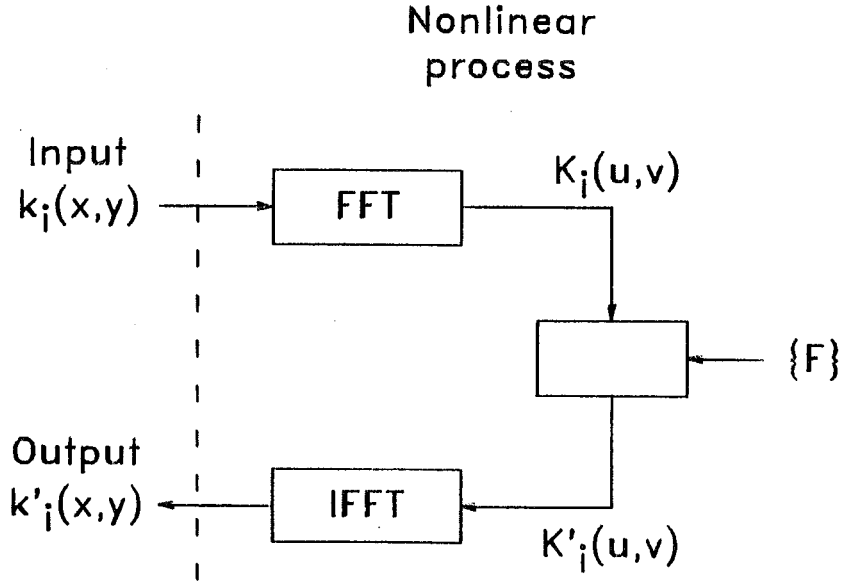 Nonlinear
process
Input
k_i(x,y)
FFT
K_i(u,v)
{F}
Output
k'_i(x,y)
IFFT
K'_i(u,v)